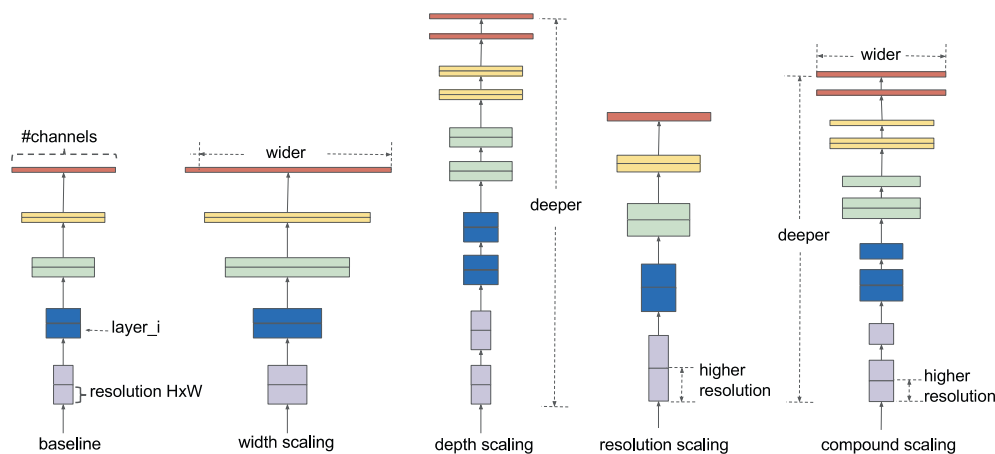 #channels
layer_i
resolution HxW
baseline
wider
width scaling
deeper
depth scaling
higher
resolution
resolution scaling
wider
deeper
higher
resolution
compound scaling